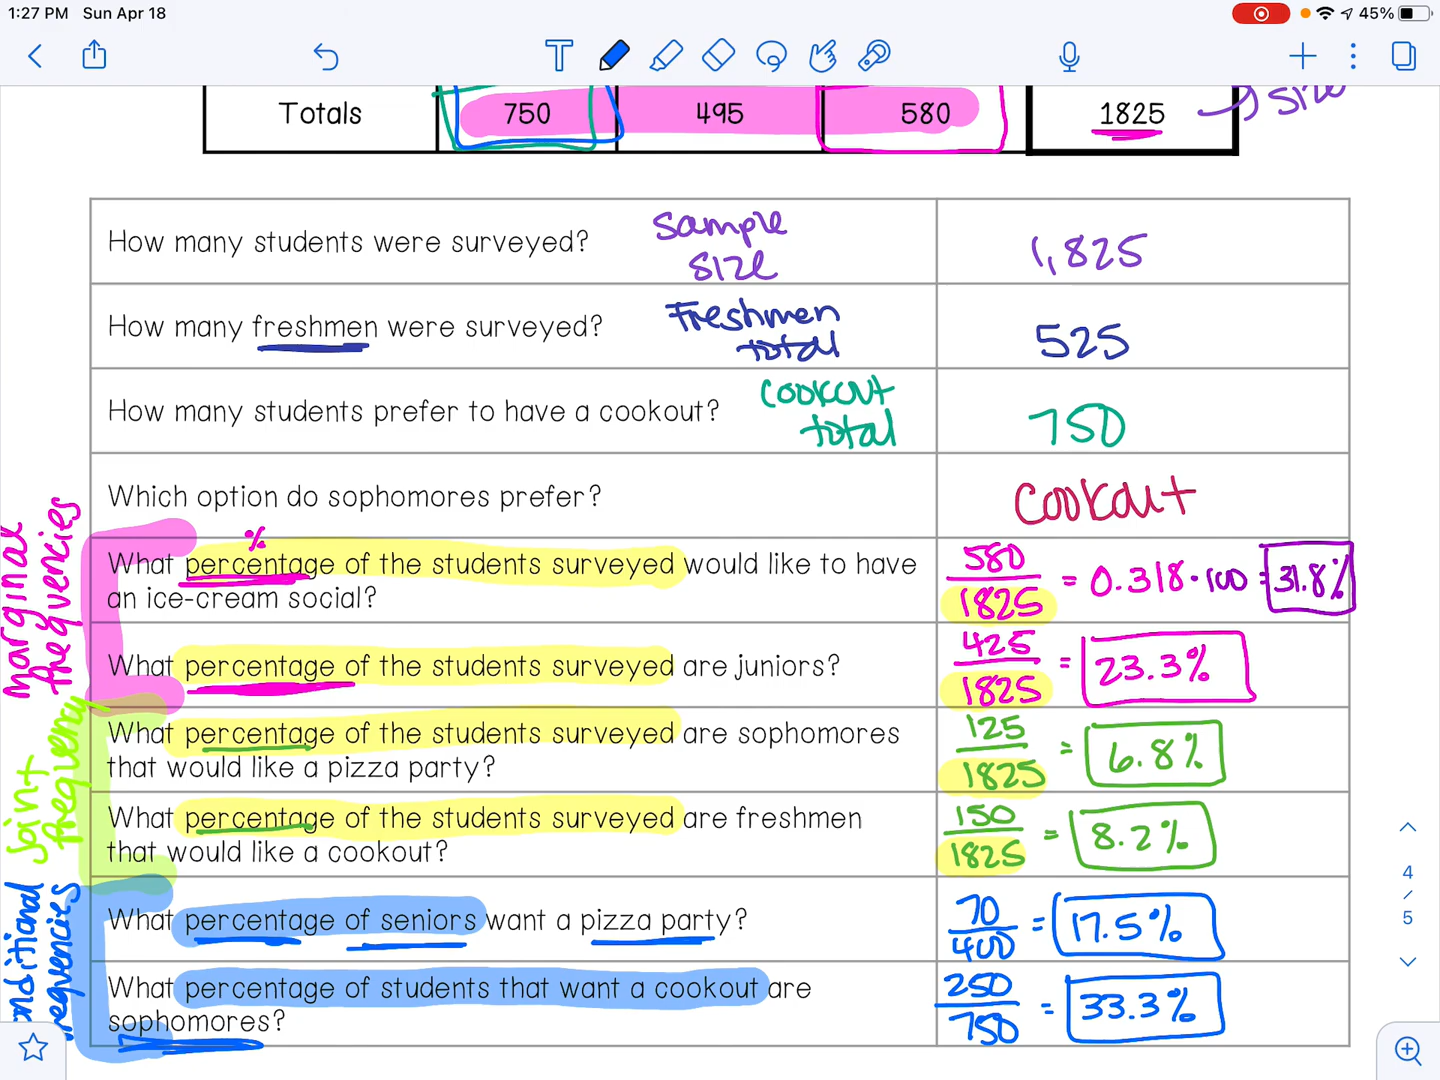 1:27 PM Sun Apr 18
45%
Totals 750 495 580 1825
size
How many students were surveyed? sample size 1,825
How many freshmen were surveyed? Freshmen total 525
How many students prefer to have a cookout? cookout total 750
Which option do sophomores prefer? cookout
%
What percentage of the students surveyed would like to have
an ice-cream social?
580/1825 = 0.318 · 100 = 31.8%
What percentage of the students surveyed are juniors?
425/1825 = 23.3%
What percentage of the students surveyed are sophomores
that would like a pizza party?
125/1825 = 6.8%
What percentage of the students surveyed are freshmen
that would like a cookout?
150/1825 = 8.2%
What percentage of seniors want a pizza party?
70/400 = 17.5%
What percentage of students that want a cookout are
sophomores?
250/750 = 33.3%
marginal
frequencies
Joint
frequency
nditional
requencies
4
/
5